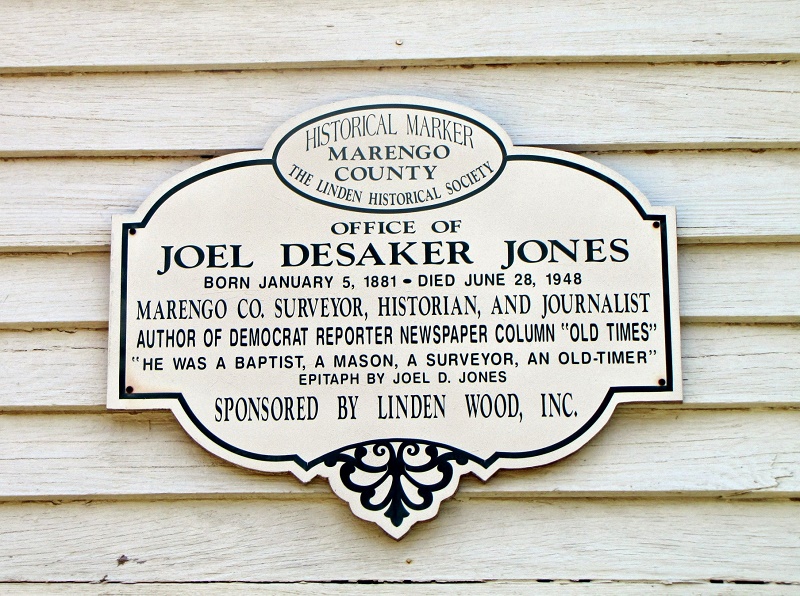 HISTORICAL MARKER
MARENGO
COUNTY
THE LINDEN HISTORICAL SOCIETY
OFFICE OF
JOEL DESAKER JONES
BORN JANUARY 5, 1881 • DIED JUNE 28, 1948
MARENGO CO. SURVEYOR, HISTORIAN, AND JOURNALIST
AUTHOR OF DEMOCRAT REPORTER NEWSPAPER COLUMN "OLD TIMES"
"HE WAS A BAPTIST, A MASON, A SURVEYOR, AN OLD-TIMER"
EPITAPH BY JOEL D. JONES
SPONSORED BY LINDEN WOOD, INC.